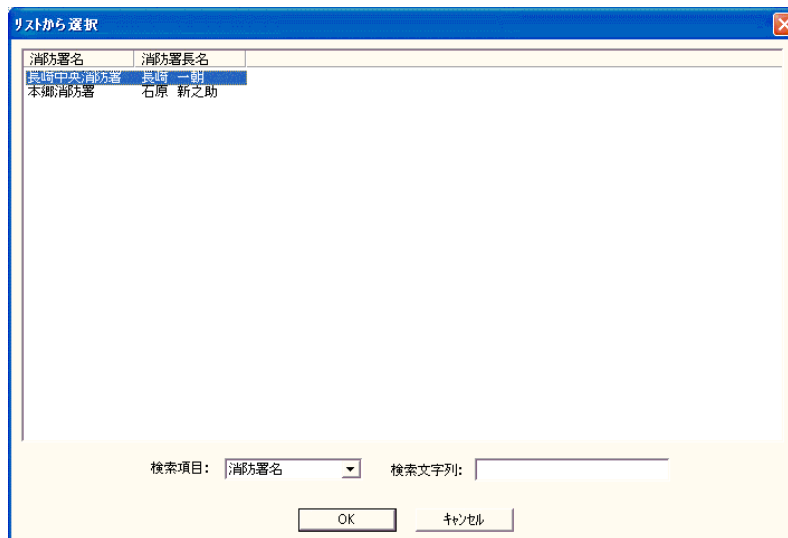 リストから選択
消防署名 消防署長名
長崎中央消防署 長崎 一朝
本郷消防署 石原 新之助
検索項目: 消防署名 検索文字列:
OK キャンセル